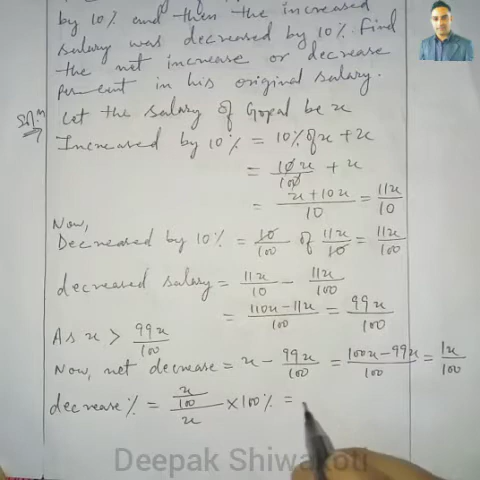 by 10% and then the increased
salary was decreased by 10%. Find
the net increase or decrease
percent in his original salary.
Solⁿ Let the salary of Gopal be x
Increased by 10% = 10% of x + x
= 10x/100 + x
= x+10x/10 = 11x/10
Now,
Decreased by 10% = 10/100 of 11x/10 = 11x/100
decreased salary = 11x/10 - 11x/100
= 110x-11x/100 = 99x/100
As x > 99x/100
Now, net decrease = x - 99x/100 = 100x-99x/100 = 1x/100
decrease % = x/100/x × 100% =
Deepak Shiwakoti